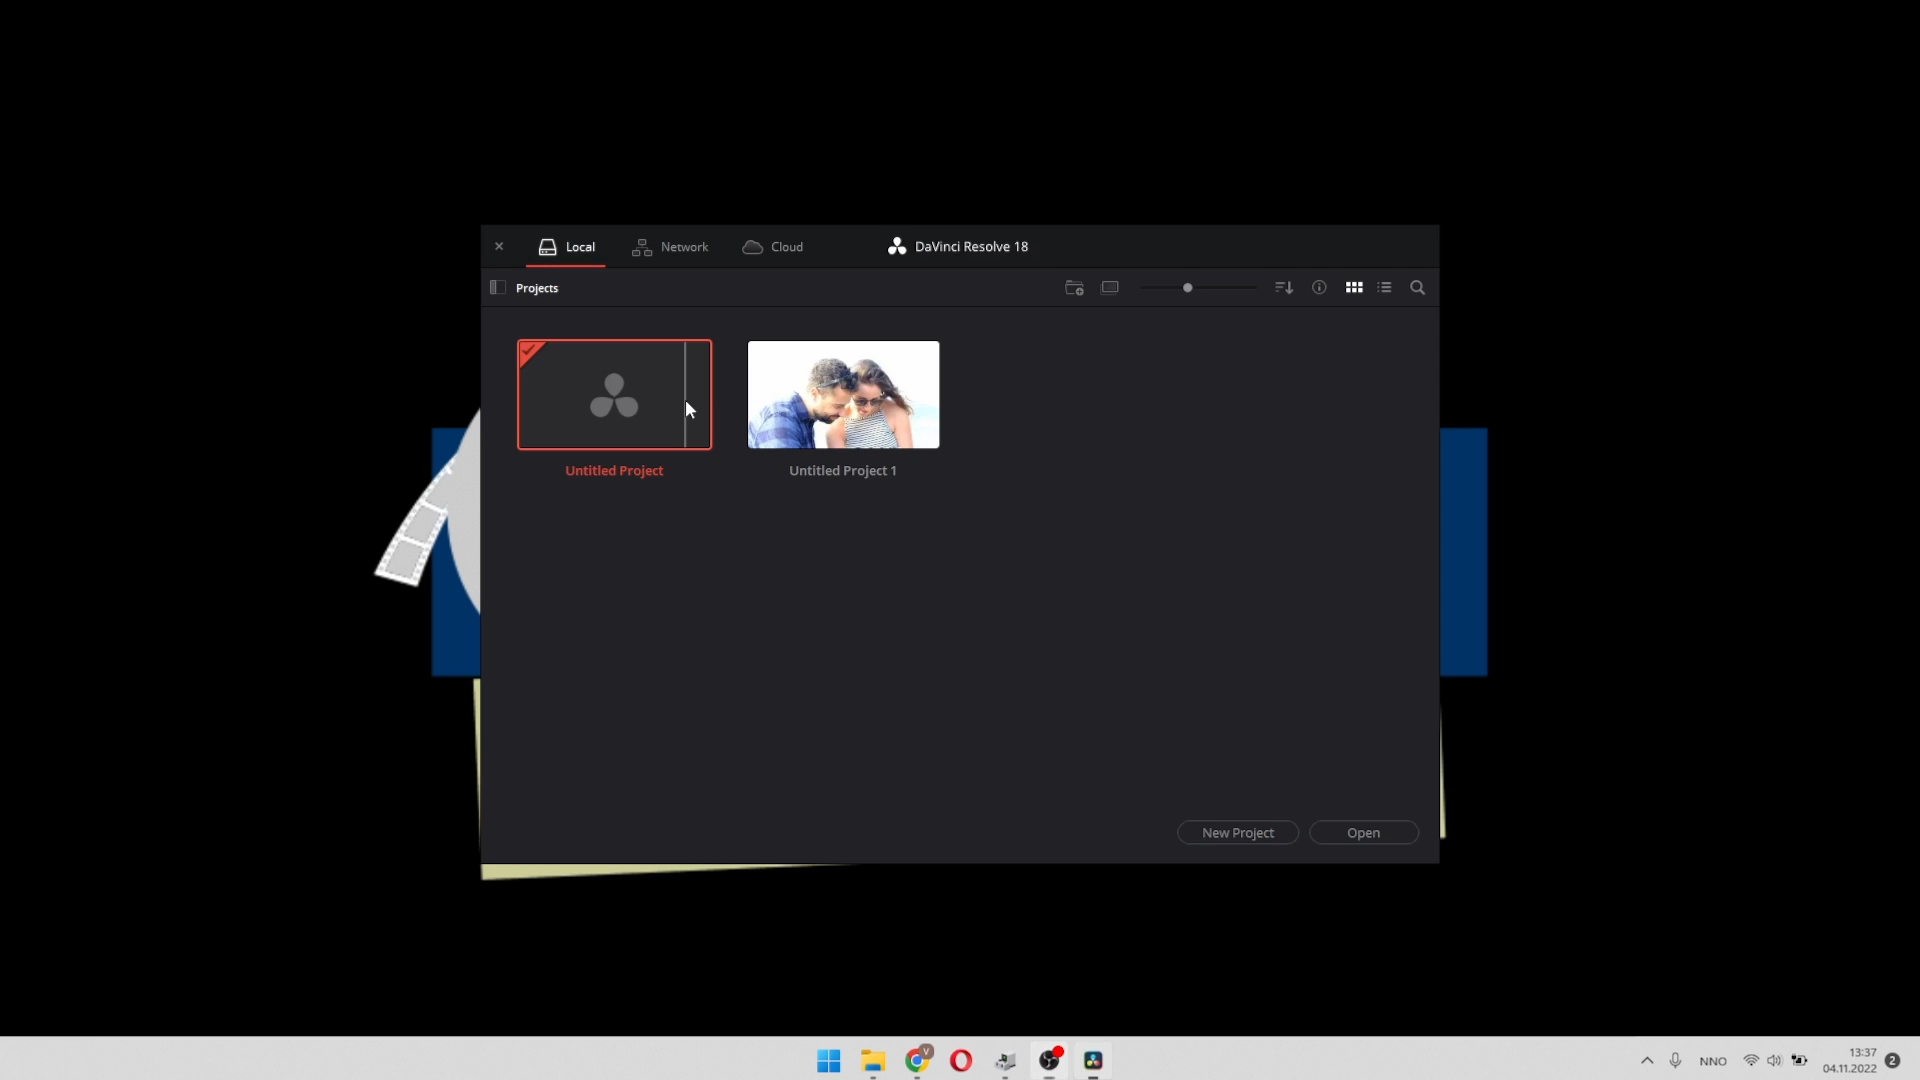 Local
Network
Cloud
DaVinci Resolve 18
Projects
Untitled Project
Untitled Project 1
New Project
Open
V
NNO
13:37
04.11.2022
2